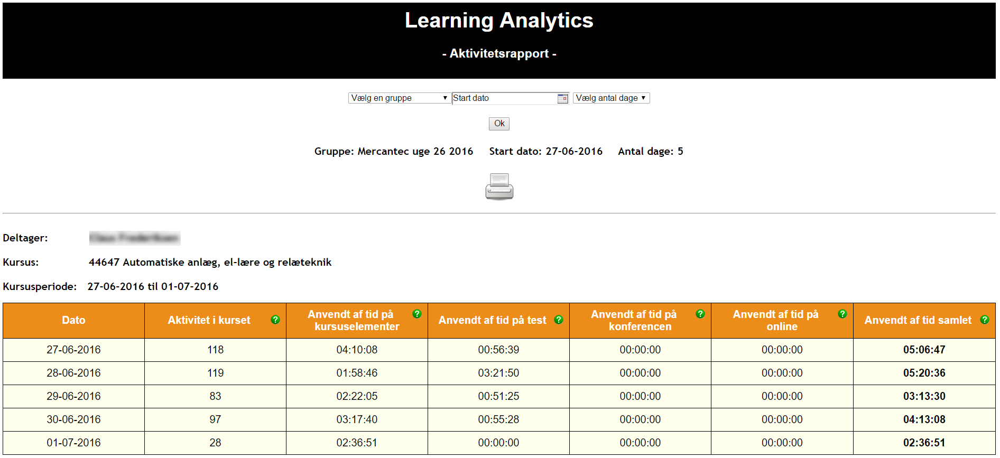 Learning Analytics
- Aktivitetsrapport -
Vælg en gruppe Start dato Vælg antal dage
Ok
Gruppe: Mercantec uge 26 2016 Start dato: 27-06-2016 Antal dage: 5
Deltager:
Kursus: 44647 Automatiske anlæg, el-lære og relæteknik
Kursusperiode: 27-06-2016 til 01-07-2016
Dato Aktivitet i kurset ? Anvendt af tid på kursuselementer ? Anvendt af tid på test ? Anvendt af tid på konferencen ? Anvendt af tid på online ? Anvendt af tid samlet ?
27-06-2016 118 04:10:08 00:56:39 00:00:00 00:00:00 05:06:47
28-06-2016 119 01:58:46 03:21:50 00:00:00 00:00:00 05:20:36
29-06-2016 83 02:22:05 00:51:25 00:00:00 00:00:00 03:13:30
30-06-2016 97 03:17:40 00:55:28 00:00:00 00:00:00 04:13:08
01-07-2016 28 02:36:51 00:00:00 00:00:00 00:00:00 02:36:51